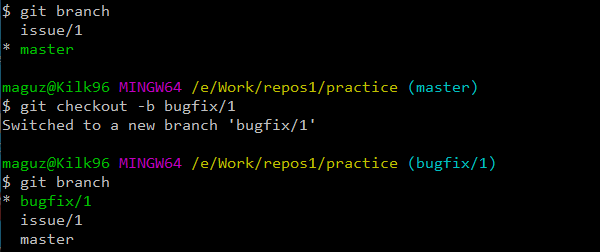 $ git branch
  issue/1
* master

maguz@Kilk96 MINGW64 /e/Work/repos1/practice (master)
$ git checkout -b bugfix/1
Switched to a new branch 'bugfix/1'

maguz@Kilk96 MINGW64 /e/Work/repos1/practice (bugfix/1)
$ git branch
* bugfix/1
  issue/1
  master